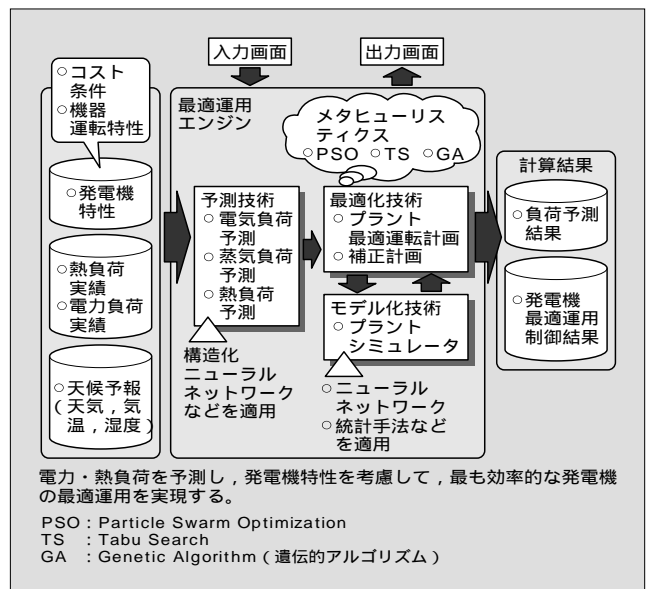 入力画面
出力画面
○コスト
条件
○機器
運転特性
○発電機
特性
○熱負荷
実績
○電力負荷
実績
○天候予報
(天気，気
温，湿度)
最適運用
エンジン
メタヒューリス
ティクス
○PSO ○TS ○GA
予測技術
○電気負荷
予測
○蒸気負荷
予測
○熱負荷
予測
構造化
ニューラル
ネットワーク
などを適用
最適化技術
○プラント
最適運転計画
○補正計画
モデル化技術
○プラント
シミュレータ
○ニューラル
ネットワーク
○統計手法など
を適用
計算結果
○負荷予測
結果
○発電機
最適運用
制御結果
電力・熱負荷を予測し，発電機特性を考慮して，最も効率的な発電機
の最適運用を実現する。
PSO：Particle Swarm Optimization
TS ：Tabu Search
GA ：Genetic Algorithm（遺伝的アルゴリズム）